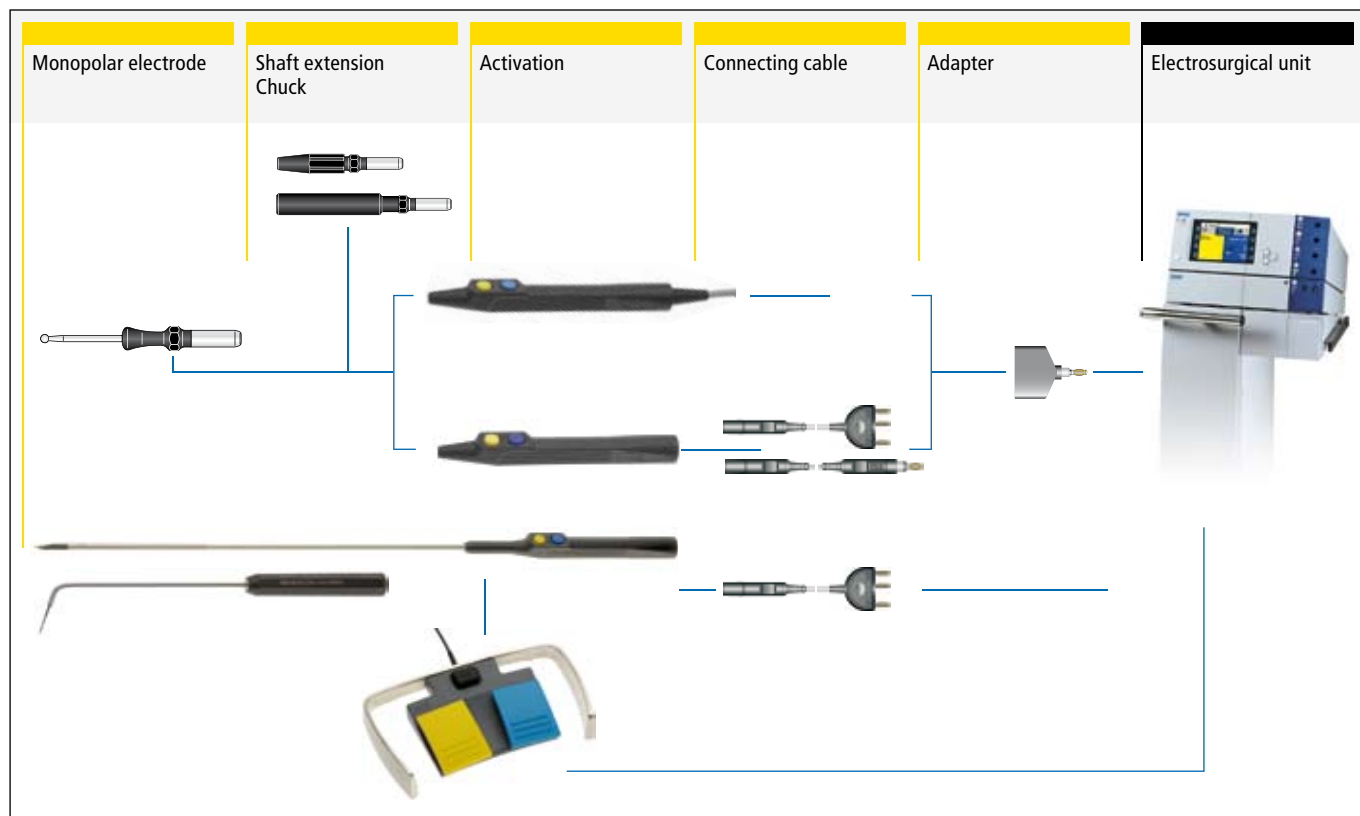 Monopolar electrode
Shaft extension
Chuck
Activation
Connecting cable
Adapter
Electrosurgical unit